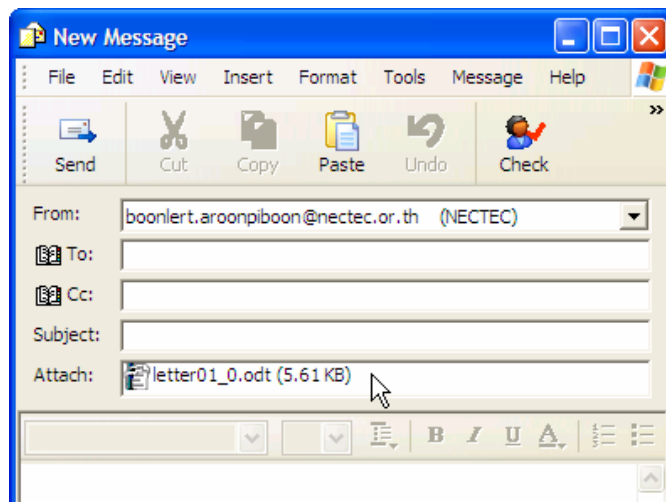 New Message
File Edit View Insert Format Tools Message Help
Send Cut Copy Paste Undo Check
From: boonlert.aroonpiboon@nectec.or.th (NECTEC)
To:
Cc:
Subject:
Attach: letter01_0.odt (5.61 KB)
B I U A